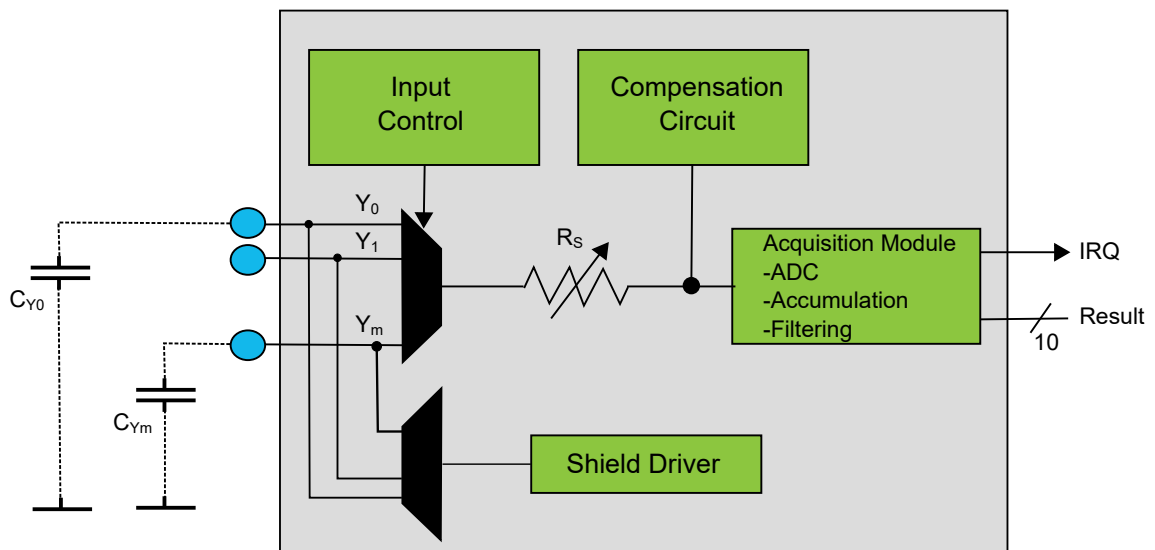 Input
Control
Compensation
Circuit
Y0
Y1
Ym
RS
CY0
CYm
Acquisition Module
-ADC
-Accumulation
-Filtering
IRQ
Result
10
Shield Driver